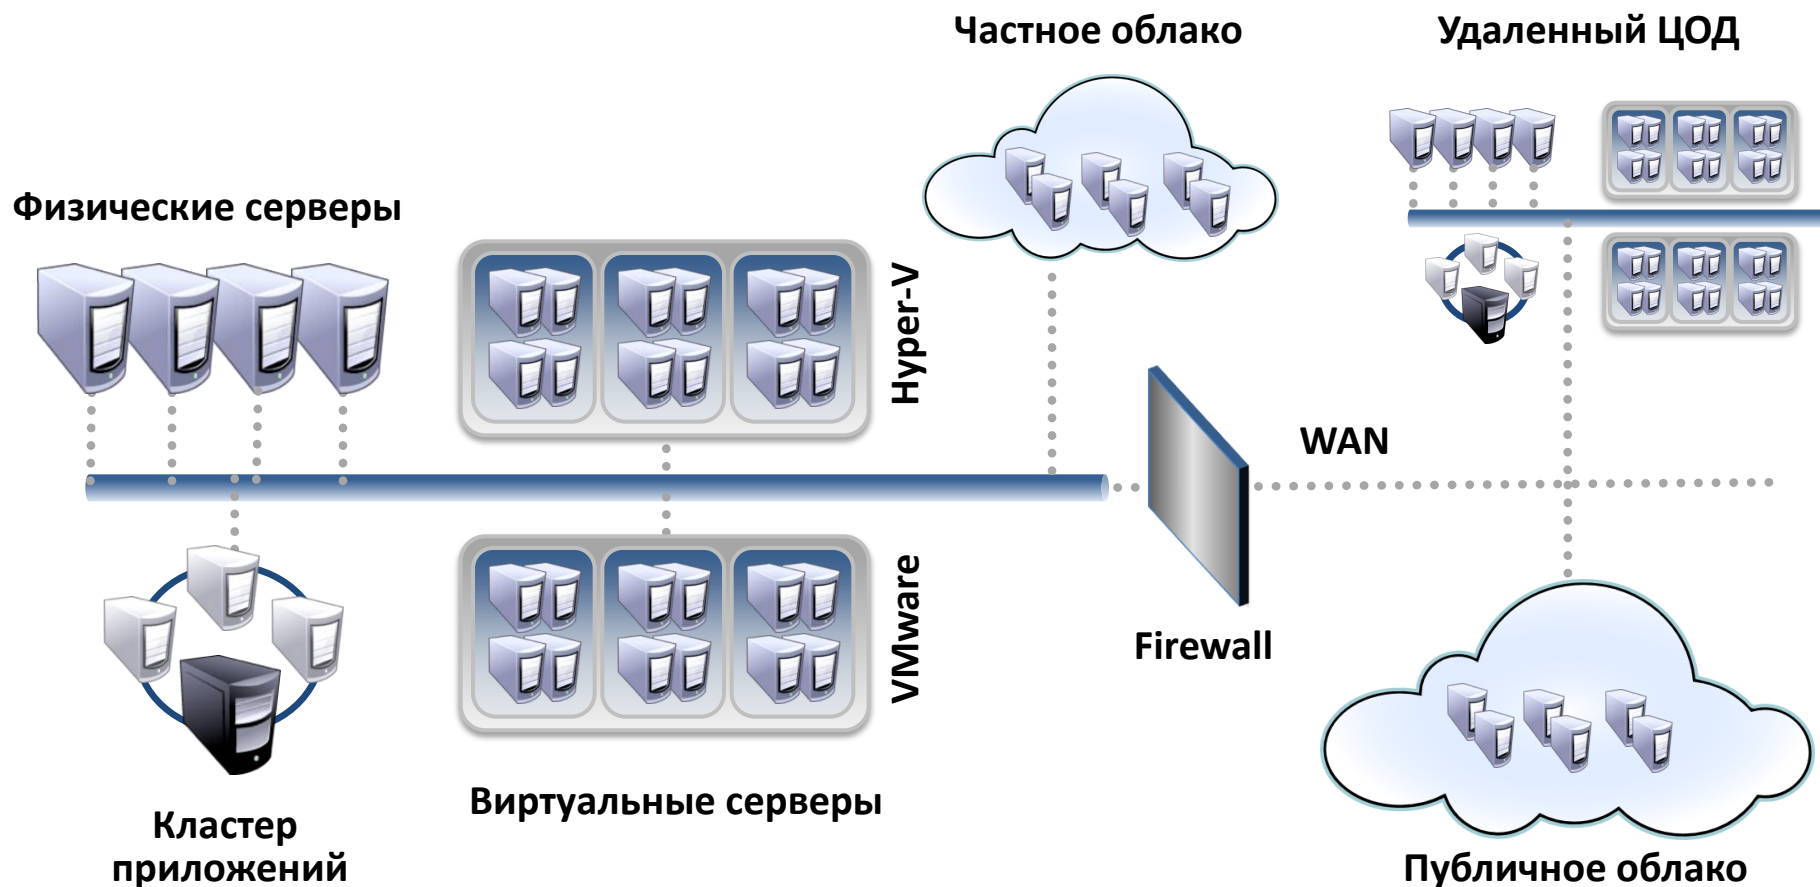 Частное облако
Удаленный ЦОД
Физические серверы
Hyper-V
WAN
VMware
Firewall
Виртуальные серверы
Кластер
приложений
Публичное облако